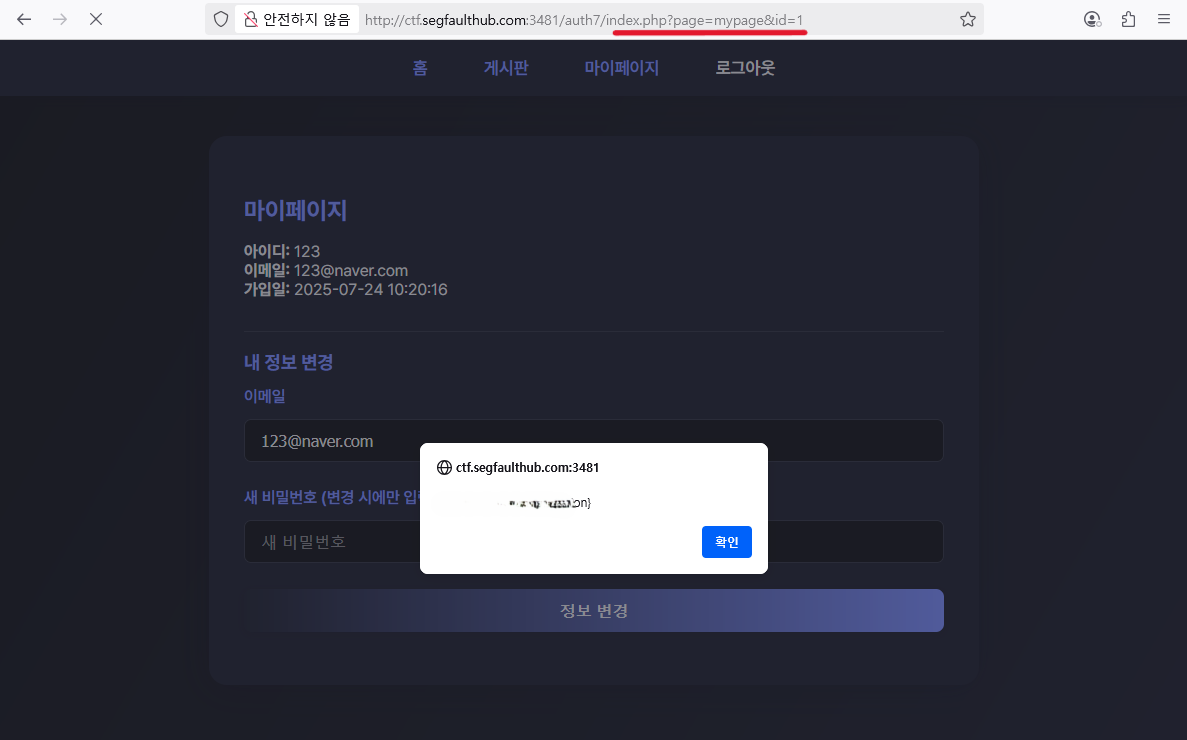 안전하지 않음 http://ctf.segfaulthub.com:3481/auth7/index.php?page=mypage&id=1
홈 게시판 마이페이지 로그아웃
마이페이지
아이디: 123
이메일: 123@naver.com
가입일: 2025-07-24 10:20:16
내 정보 변경
이메일
123@naver.com
ctf.segfaulthub.com:3481
새 비밀번호 (변경 시에만
on}
새 비밀번호
확인
정보 변경